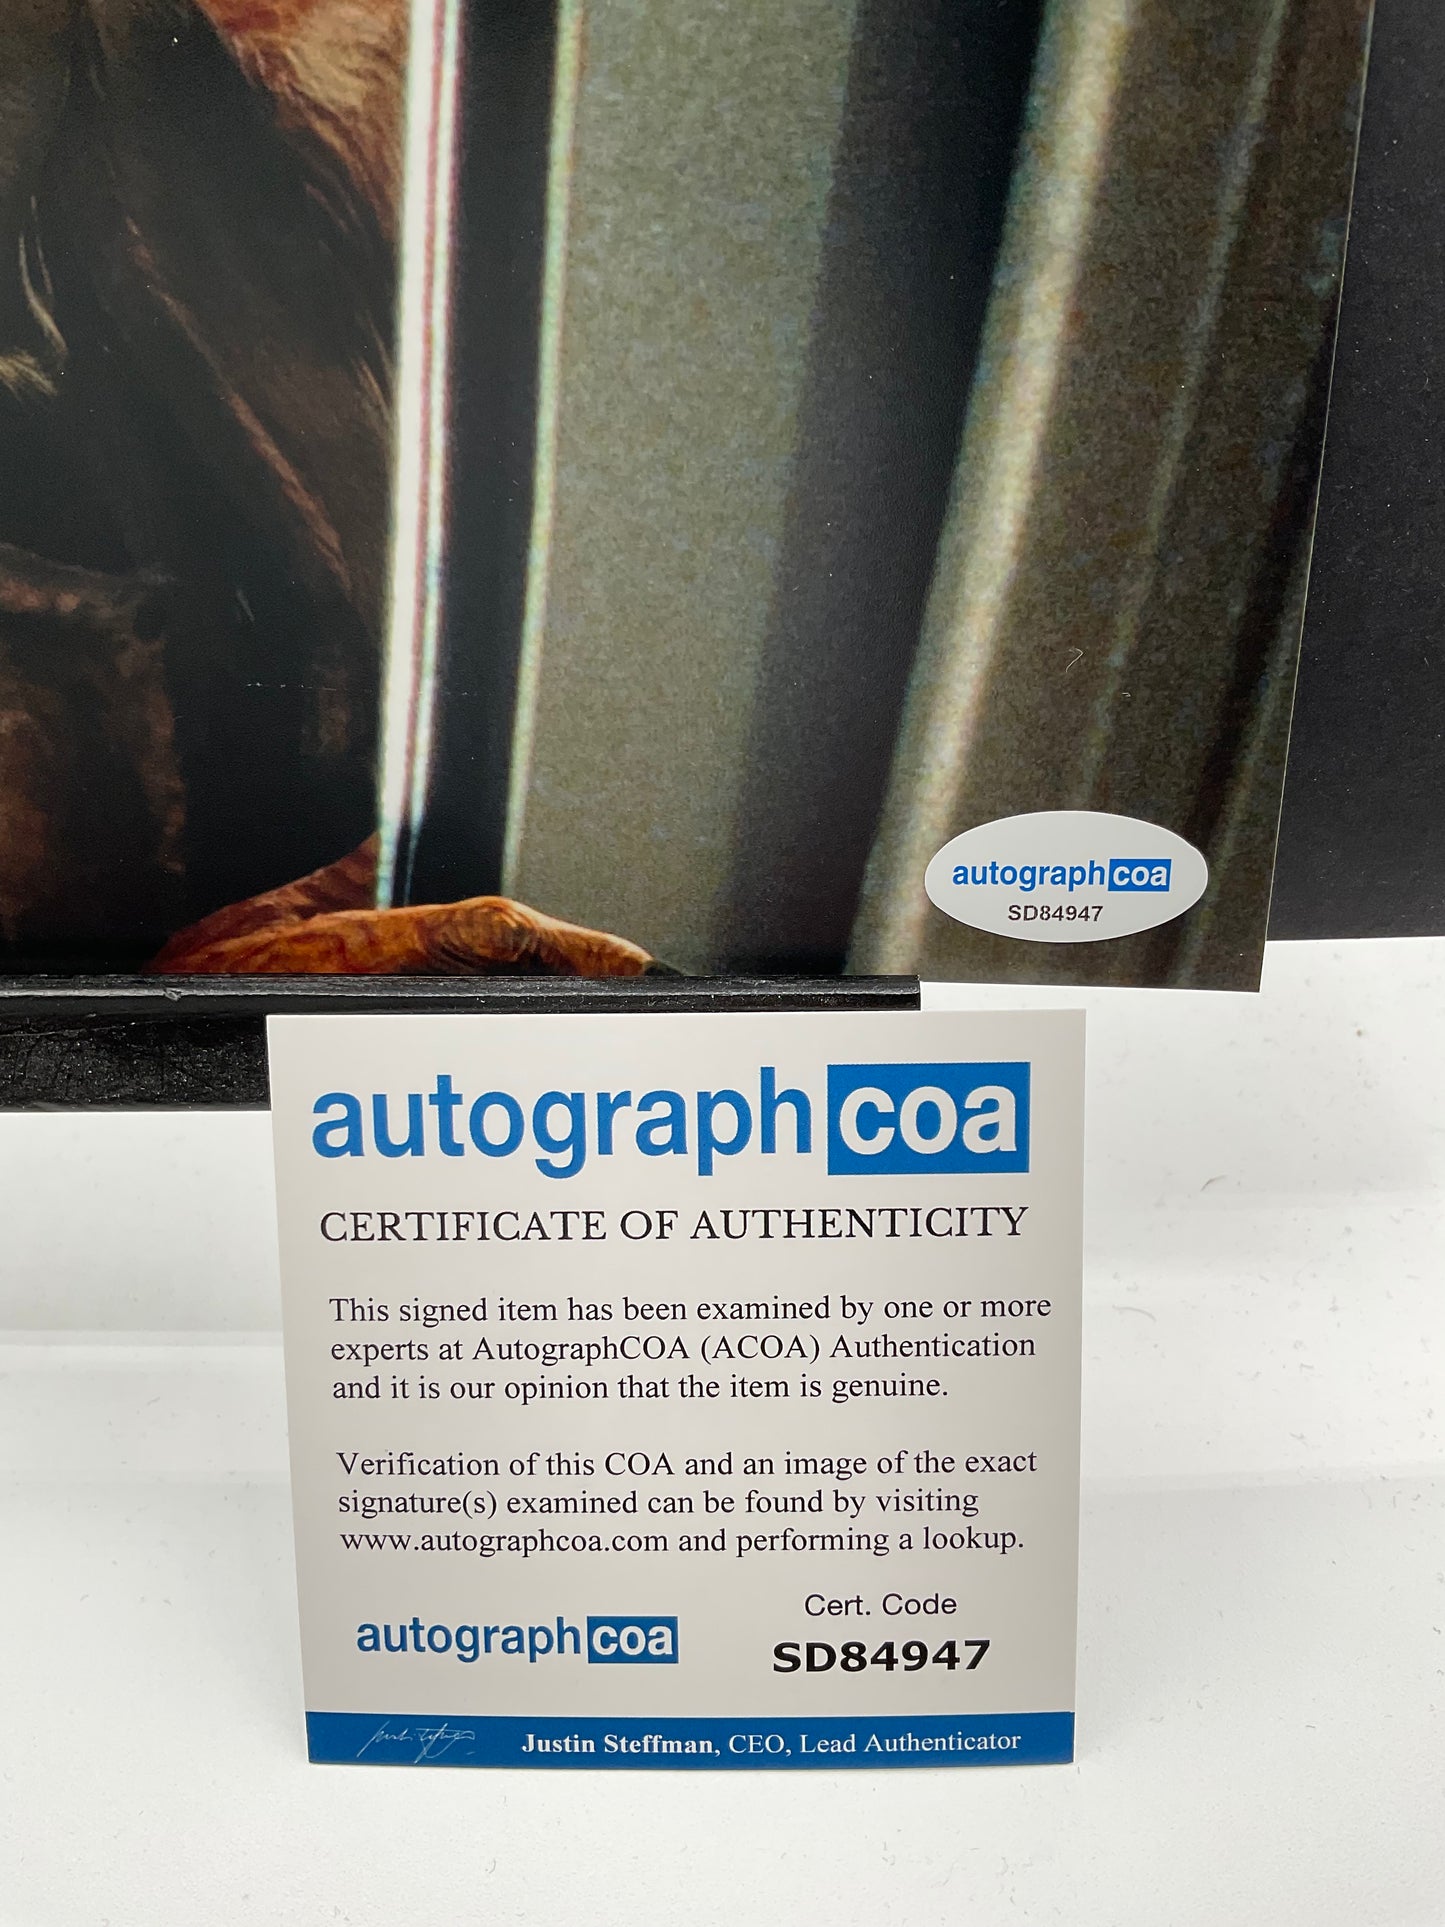 autographcoa
SD84947
autographcoa
CERTIFICATE OF AUTHENTICITY
This signed item has been examined by one or more
experts at AutographCOA (ACOA) Authentication
and it is our opinion that the item is genuine.
Verification of this COA and an image of the exact
signature(s) examined can be found by visiting
www.autographcoa.com and performing a lookup.
Cert. Code
autographcoa
SD84947
Justin Steffman, CEO, Lead Authenticator